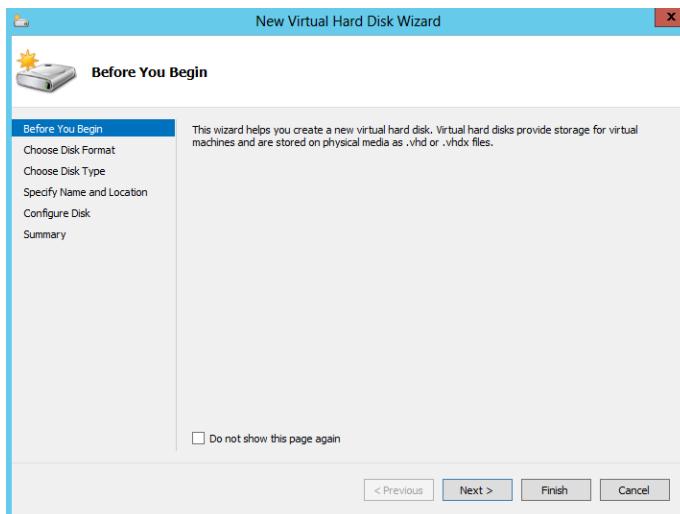 New Virtual Hard Disk Wizard
x
Before You Begin
Before You Begin
Choose Disk Format
Choose Disk Type
Specify Name and Location
Configure Disk
Summary
This wizard helps you create a new virtual hard disk. Virtual hard disks provide storage for virtual
machines and are stored on physical media as .vhd or .vhdx files.
Do not show this page again
< Previous
Next >
Finish
Cancel